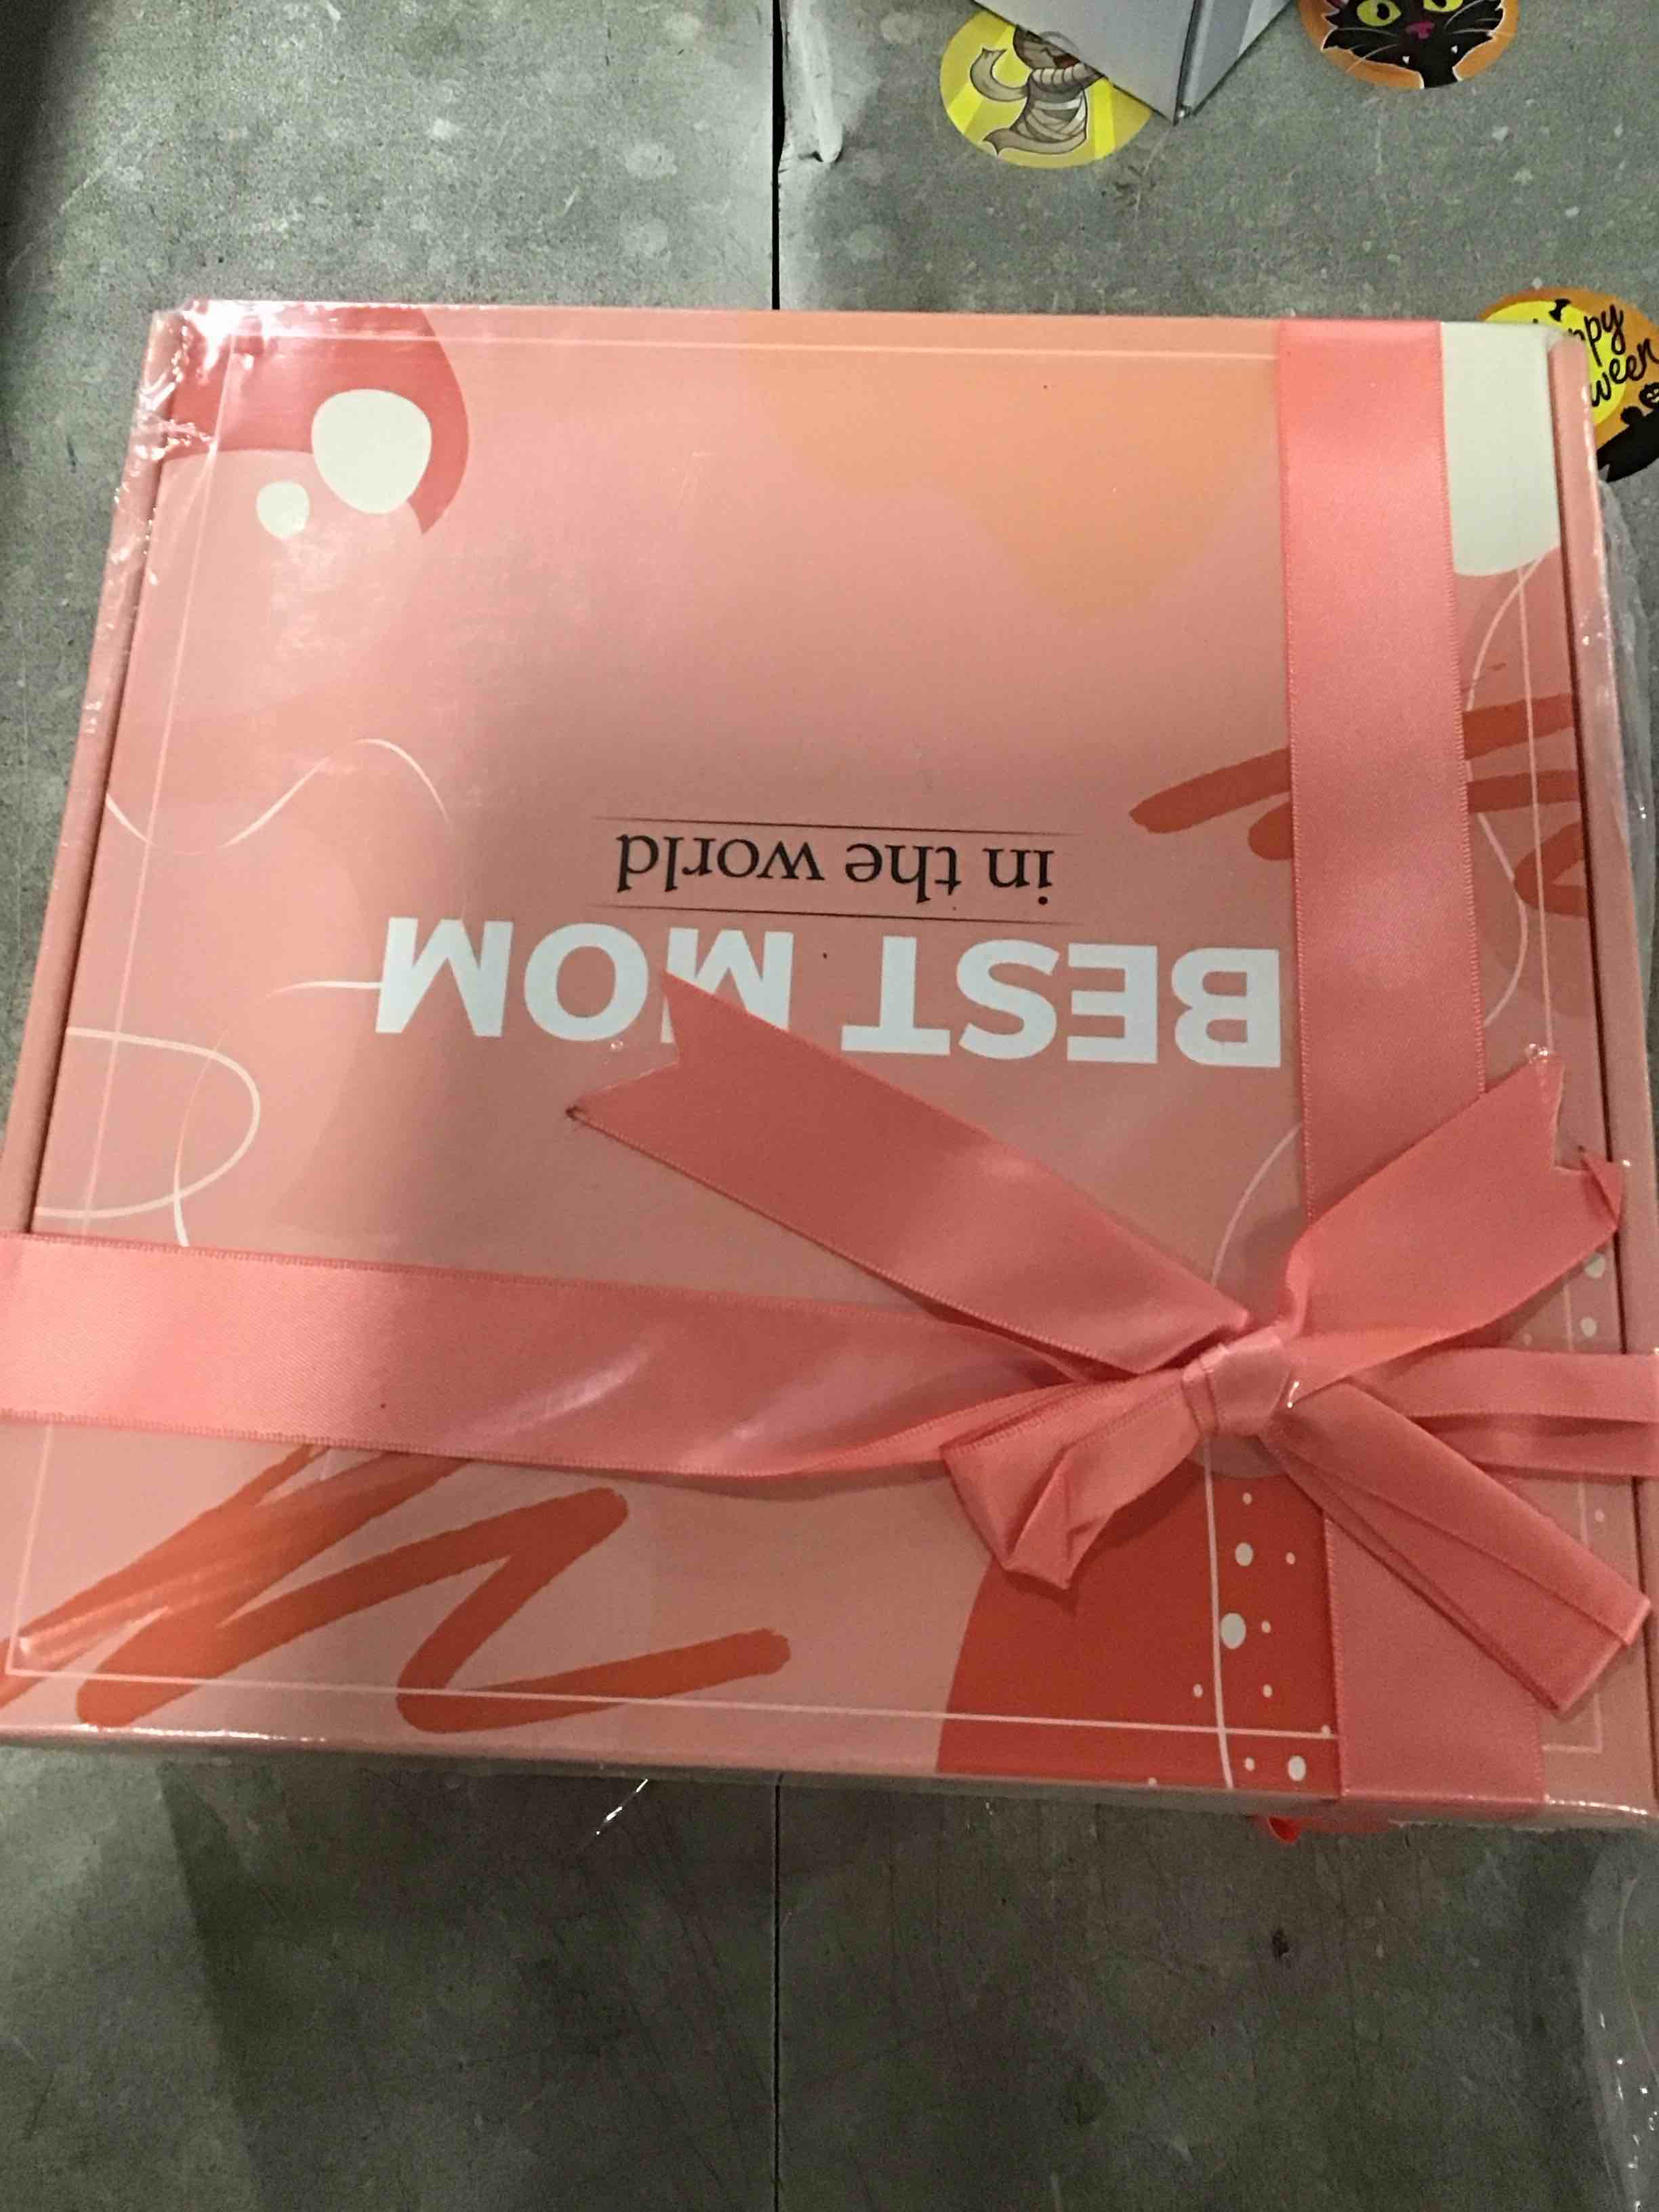 BEST MOM
in the world